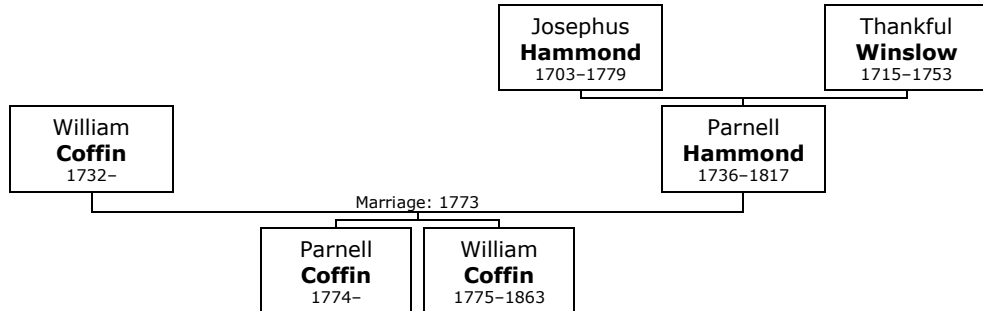 Josephus
Hammond
1703–1779
Thankful
Winslow
1715–1753
William
Coffin
1732–
Parnell
Hammond
1736–1817
Marriage: 1773
Parnell
Coffin
1774–
William
Coffin
1775–1863